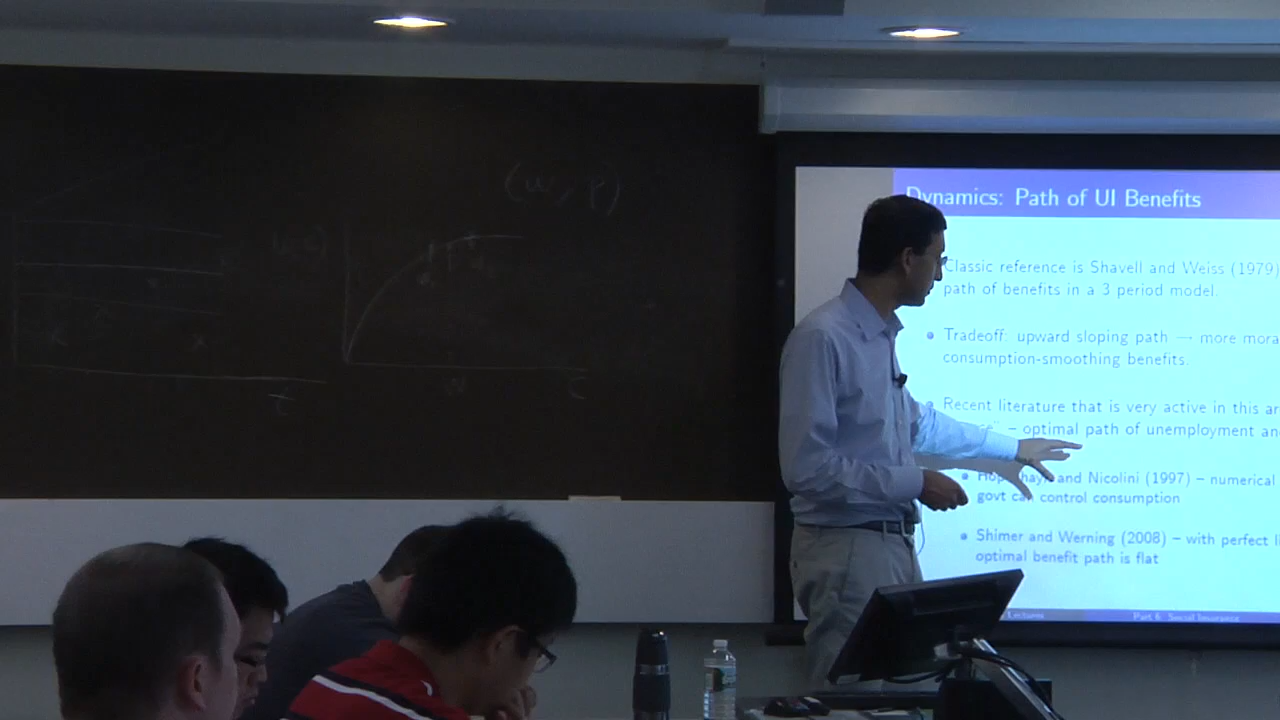 (w, p)
t
Dynamics: Path of UI Benefits
Classic reference is Shavell and Weiss (1979)
path of benefits in a 3 period model.
Tradeoff: upward sloping path → more mora
consumption-smoothing benefits.
Recent literature that is very active in this ar
– optimal path of unemployment an
and Nicolini (1997) – numerical
govt can control consumption
Shimer and Werning (2008) – with perfect li
optimal benefit path is flat
Lectures
Part 6: Social Insurance